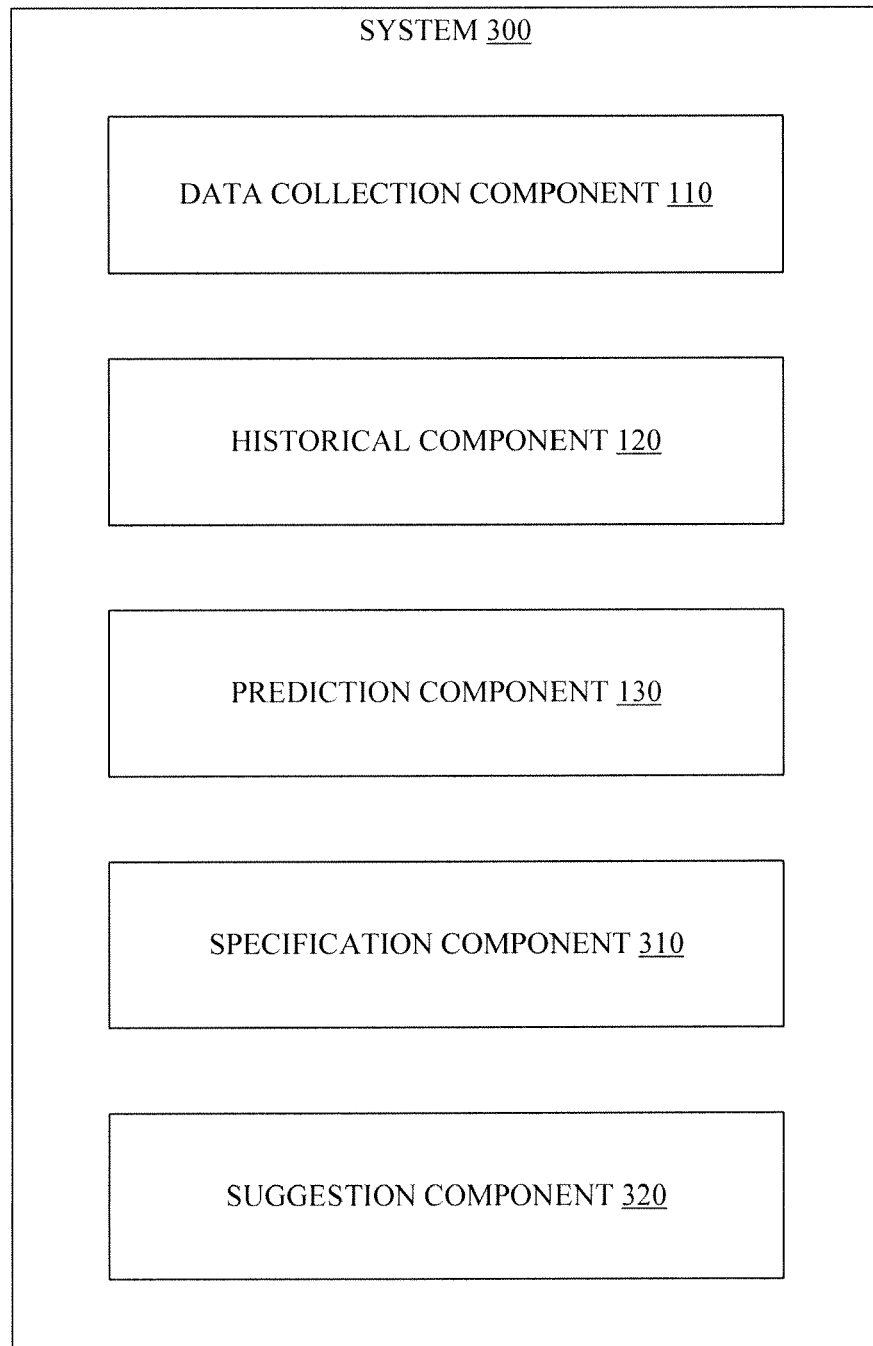 SYSTEM 300
DATA COLLECTION COMPONENT 110
HISTORICAL COMPONENT 120
PREDICTION COMPONENT 130
SPECIFICATION COMPONENT 310
SUGGESTION COMPONENT 320